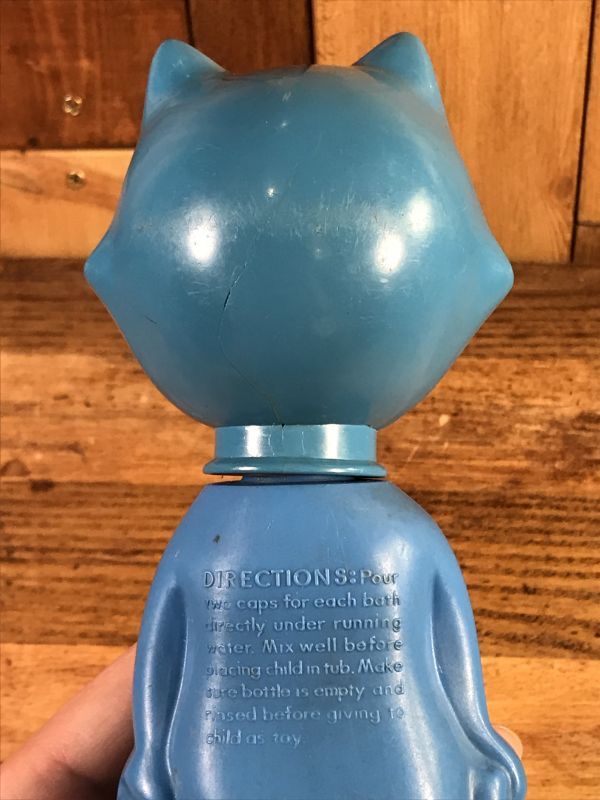 DIRECTIONS: Pour
two caps for each bath
directly under running
water. Mix well before
placing child in tub. Make
sure bottle is empty and
rinsed before giving to
child as toy.